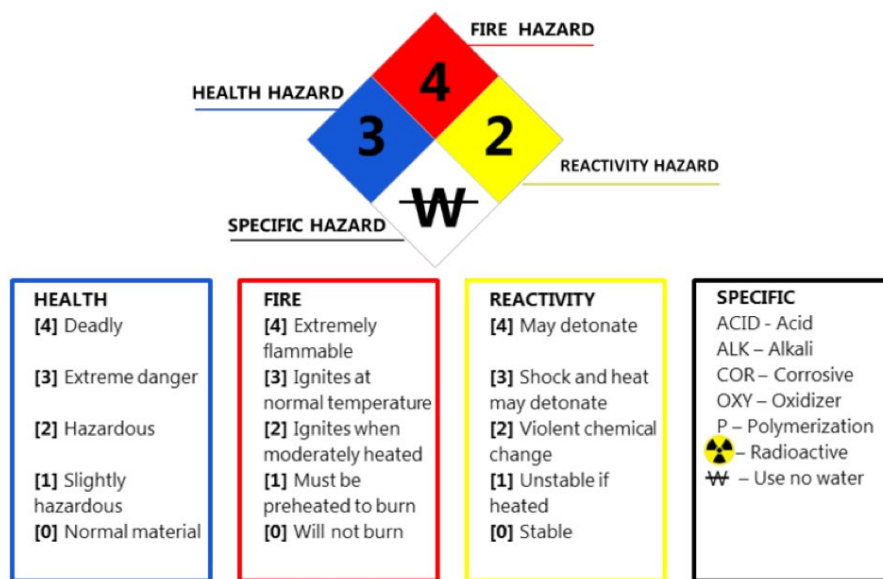 FIRE HAZARD
HEALTH HAZARD
4
3
2
REACTIVITY HAZARD
W
SPECIFIC HAZARD
HEALTH
[4] Deadly
[3] Extreme danger
[2] Hazardous
[1] Slightly
hazardous
[0] Normal material
FIRE
[4] Extremely
flammable
[3] Ignites at
normal temperature
[2] Ignites when
moderately heated
[1] Must be
preheated to burn
[0] Will not burn
REACTIVITY
[4] May detonate
[3] Shock and heat
may detonate
[2] Violent chemical
change
[1] Unstable if
heated
[0] Stable
SPECIFIC
ACID - Acid
ALK – Alkali
COR – Corrosive
OXY – Oxidizer
P – Polymerization
– Radioactive
W – Use no water